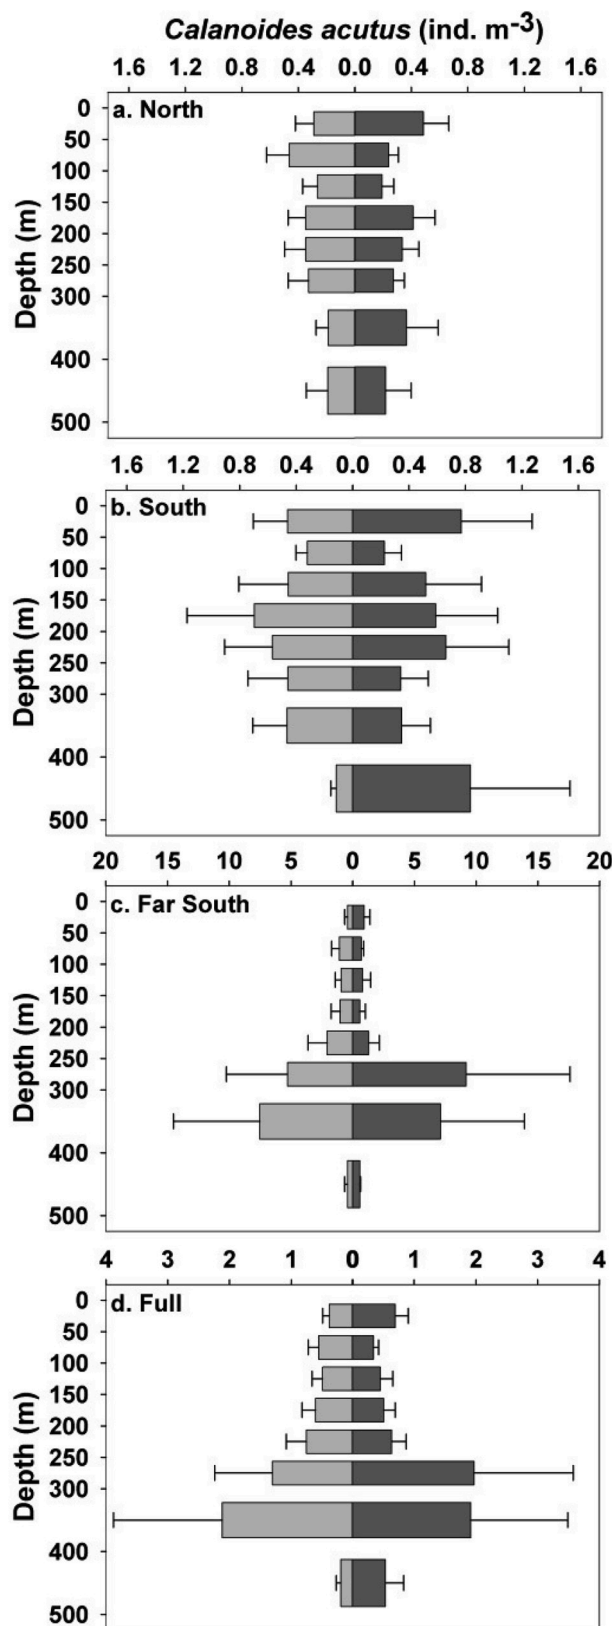 Calanoides acutus (ind. m-3)
1.6 1.2 0.8 0.4 0.0 0.4 0.8 1.2 1.6
a. North
0
50
100
150
200
250
300
400
500
Depth (m)
1.6 1.2 0.8 0.4 0.0 0.4 0.8 1.2 1.6
b. South
0
50
100
150
200
250
300
400
500
Depth (m)
20 15 10 5 0 5 10 15 20
c. Far South
0
50
100
150
200
250
300
400
500
Depth (m)
4 3 2 1 0 1 2 3 4
d. Full
0
50
100
150
200
250
300
400
500
Depth (m)